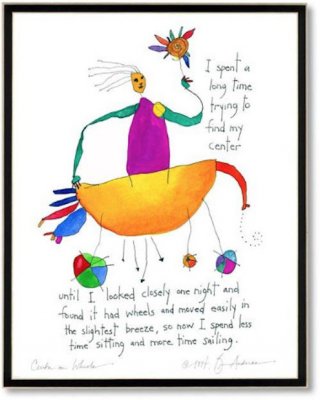 I spent a
long time
trying to
find my
center
until I looked closely one night and
found it had wheels and moved easily in
the slightest breeze, so now I spend less
time sitting and more time sailing.
Center on Wheels © 1994